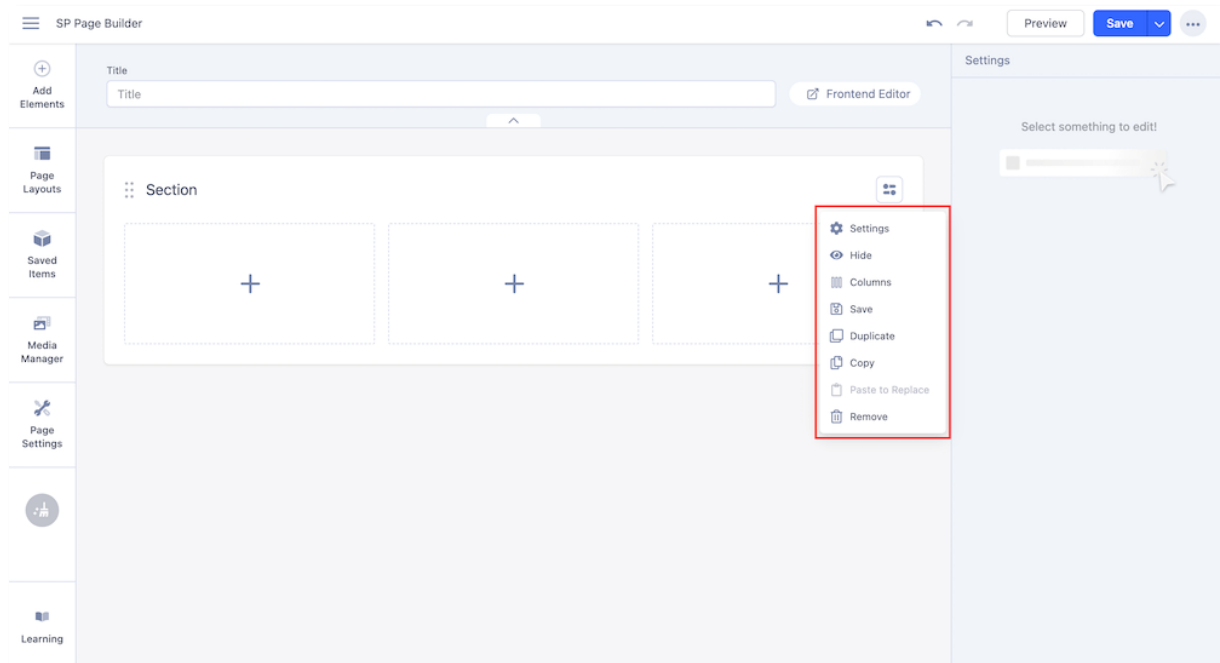 SP Page Builder
Preview
Save
Settings
Add
Elements
Title
Title
Frontend Editor
Select something to edit!
Page
Layouts
Section
Saved
Items
Settings
Hide
Columns
Save
Duplicate
Copy
Paste to Replace
Remove
Media
Manager
Page
Settings
Learning